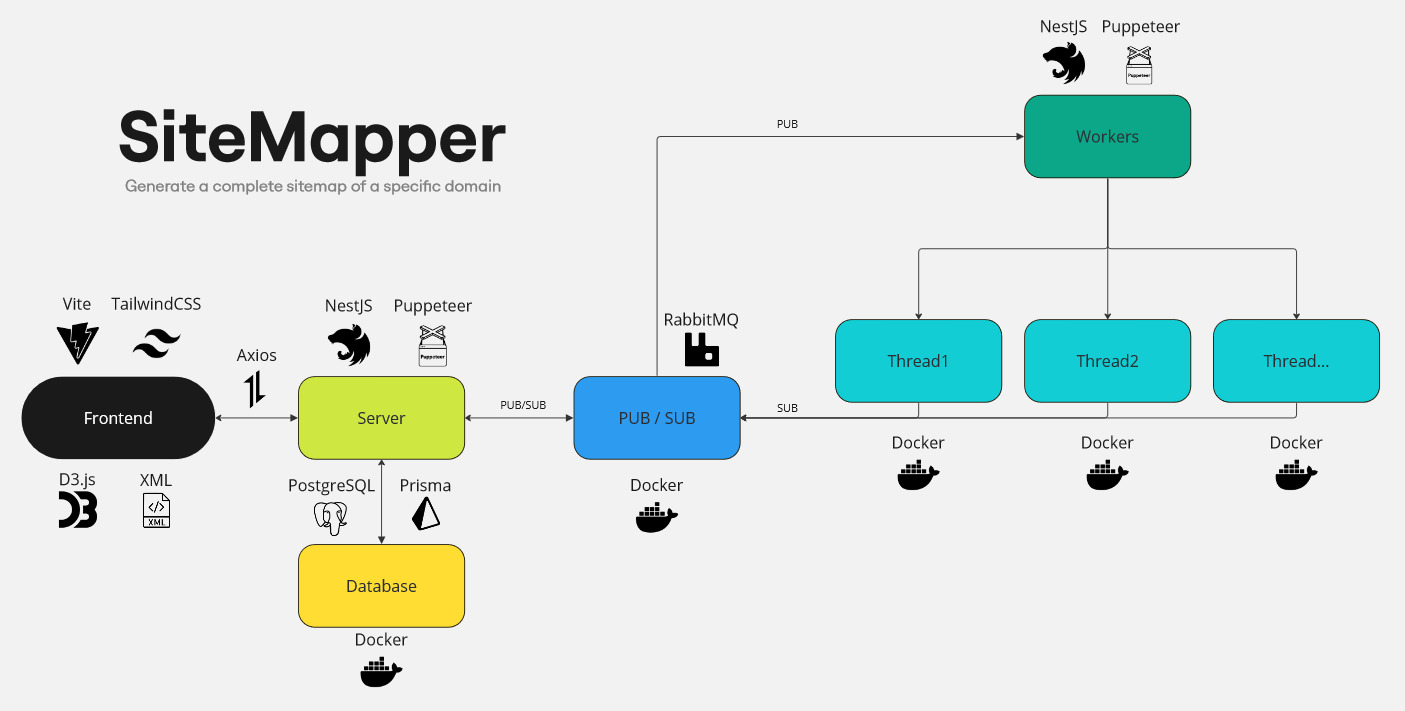 NestJS Puppeteer
Puppeteer
Workers
PUB
SiteMapper
Generate a complete sitemap of a specific domain
Vite TailwindCSS
NestJS Puppeteer
Puppeteer
Axios
RabbitMQ
Frontend
Server
PUB/SUB
PUB / SUB
SUB
Thread1
Thread2
Thread...
Docker
Docker
Docker
D3.js XML
XML
PostgreSQL Prisma
Docker
Database
Docker